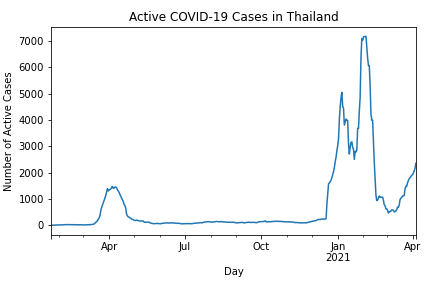 Active COVID-19 Cases in Thailand
Number of Active Cases
7000
6000
5000
4000
3000
2000
1000
0
Apr Jul Oct Jan Apr
2021
Day